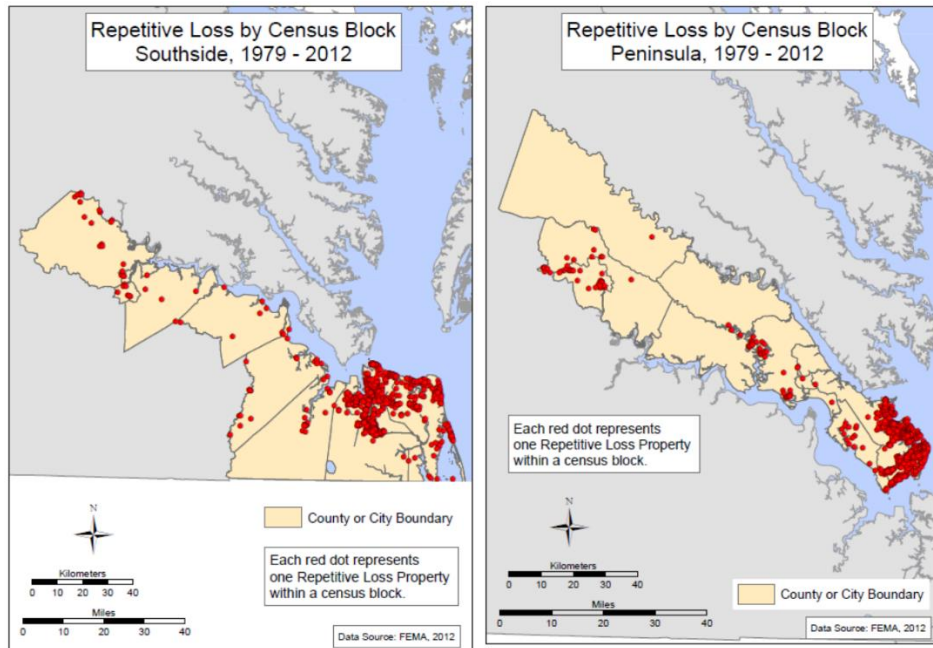 Repetitive Loss by Census Block
Southside, 1979 - 2012
N
County or City Boundary
Kilometers
0 10 20 30 40
Miles
0 10 20 30 40
Each red dot represents
one Repetitive Loss Property
within a census block.
Data Source: FEMA, 2012
Repetitive Loss by Census Block
Peninsula, 1979 - 2012
Each red dot represents
one Repetitive Loss Property
within a census block.
N
Kilometers
0 10 20 30 40
Miles
0 10 20 30 40
County or City Boundary
Data Source: FEMA, 2012